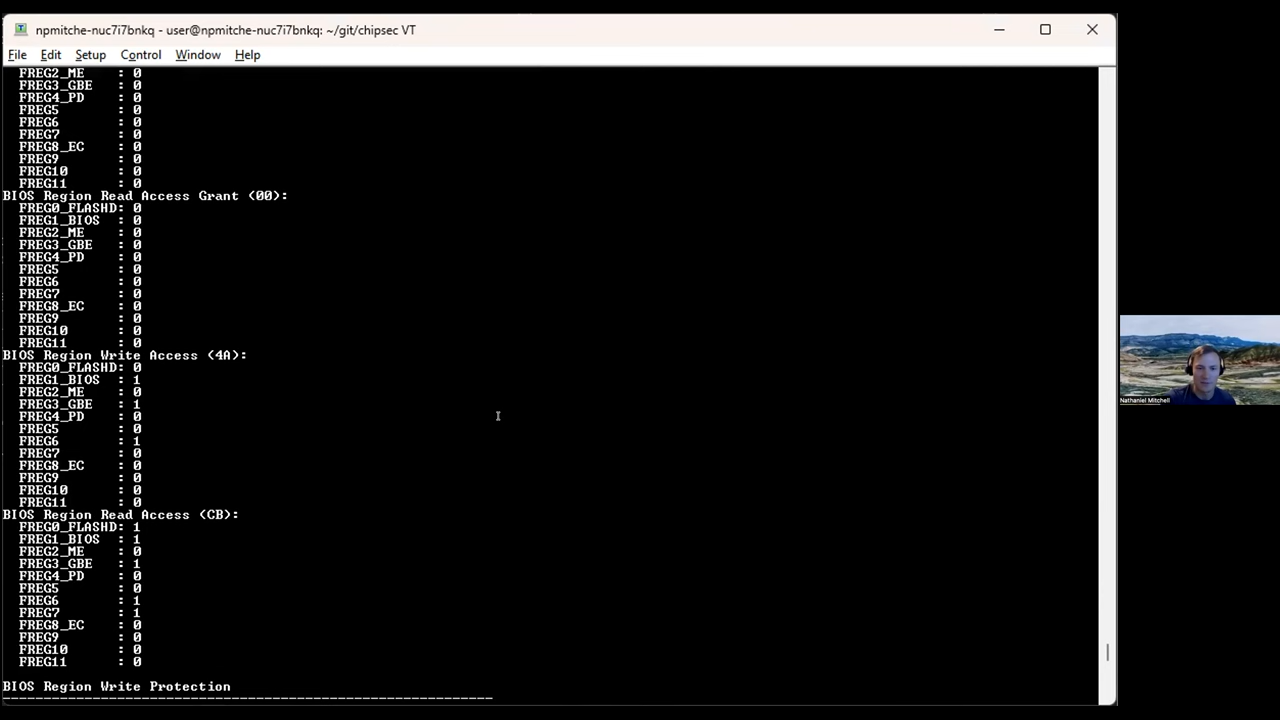 npmitche-nuc7i7bnkq - user@npmitche-nuc7i7bnkq: ~/git/chipsec VT
File Edit Setup Control Window Help
FREG2_ME : 0
FREG3_GBE : 0
FREG4_PD : 0
FREG5 : 0
FREG6 : 0
FREG7 : 0
FREG8_EC : 0
FREG9 : 0
FREG10 : 0
FREG11 : 0
BIOS Region Read Access Grant (00):
FREG0_FLASHD: 0
FREG1_BIOS : 0
FREG2_ME : 0
FREG3_GBE : 0
FREG4_PD : 0
FREG5 : 0
FREG6 : 0
FREG7 : 0
FREG8_EC : 0
FREG9 : 0
FREG10 : 0
FREG11 : 0
BIOS Region Write Access (4A):
FREG0_FLASHD: 0
FREG1_BIOS : 1
FREG2_ME : 0
FREG3_GBE : 1
FREG4_PD : 0
FREG5 : 0
FREG6 : 1
FREG7 : 0
FREG8_EC : 0
FREG9 : 0
FREG10 : 0
FREG11 : 0
BIOS Region Read Access (CB):
FREG0_FLASHD: 1
FREG1_BIOS : 1
FREG2_ME : 0
FREG3_GBE : 1
FREG4_PD : 0
FREG5 : 0
FREG6 : 1
FREG7 : 1
FREG8_EC : 0
FREG9 : 0
FREG10 : 0
FREG11 : 0
BIOS Region Write Protection
------------------------------------------------------------
Nathaniel Mitchell